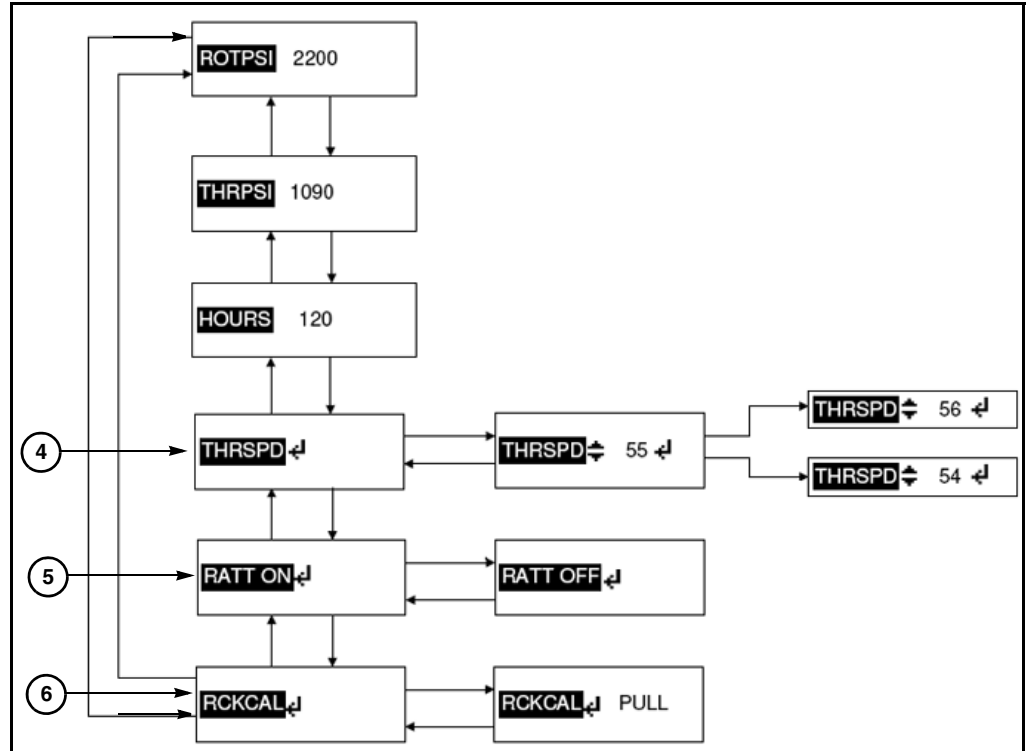 ROTPSI 2200
THRPSI 1090
HOURS 120
4 THRSPD↵ THRSPD 55 ↵ THRSPD 56 ↵
THRSPD 54 ↵
5 RATT ON↵ RATT OFF↵
6 RCKCAL↵ RCKCAL↵ PULL